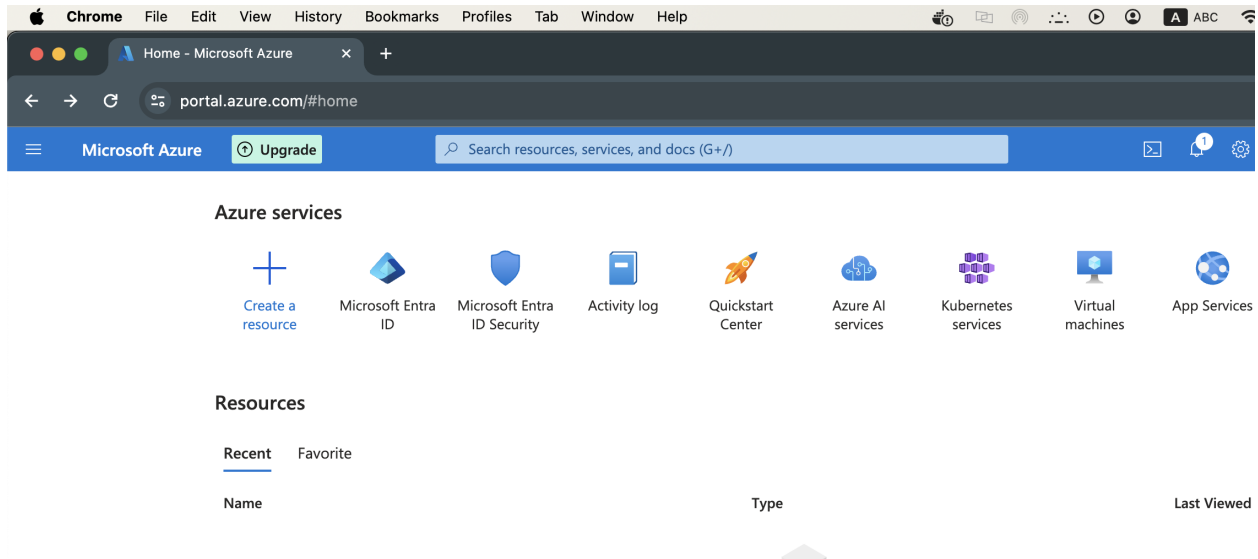 Chrome File Edit View History Bookmarks Profiles Tab Window Help A ABC
Home - Microsoft Azure
portal.azure.com/#home
Microsoft Azure Upgrade Search resources, services, and docs (G+/) 1
Azure services
Create a resource
Microsoft Entra ID
Microsoft Entra ID Security
Activity log
Quickstart Center
Azure AI services
Kubernetes services
Virtual machines
App Services
Resources
Recent Favorite
Name Type Last Viewed